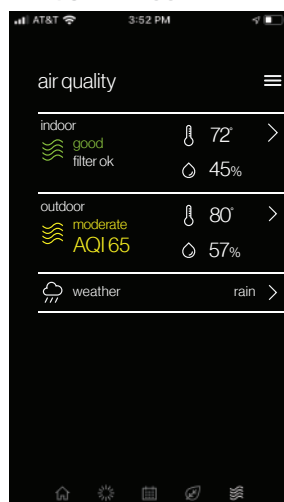 AT&T 3:52 PM
air quality
indoor
good
filter ok
72°
45%
outdoor
moderate
AQI 65
80°
57%
weather rain